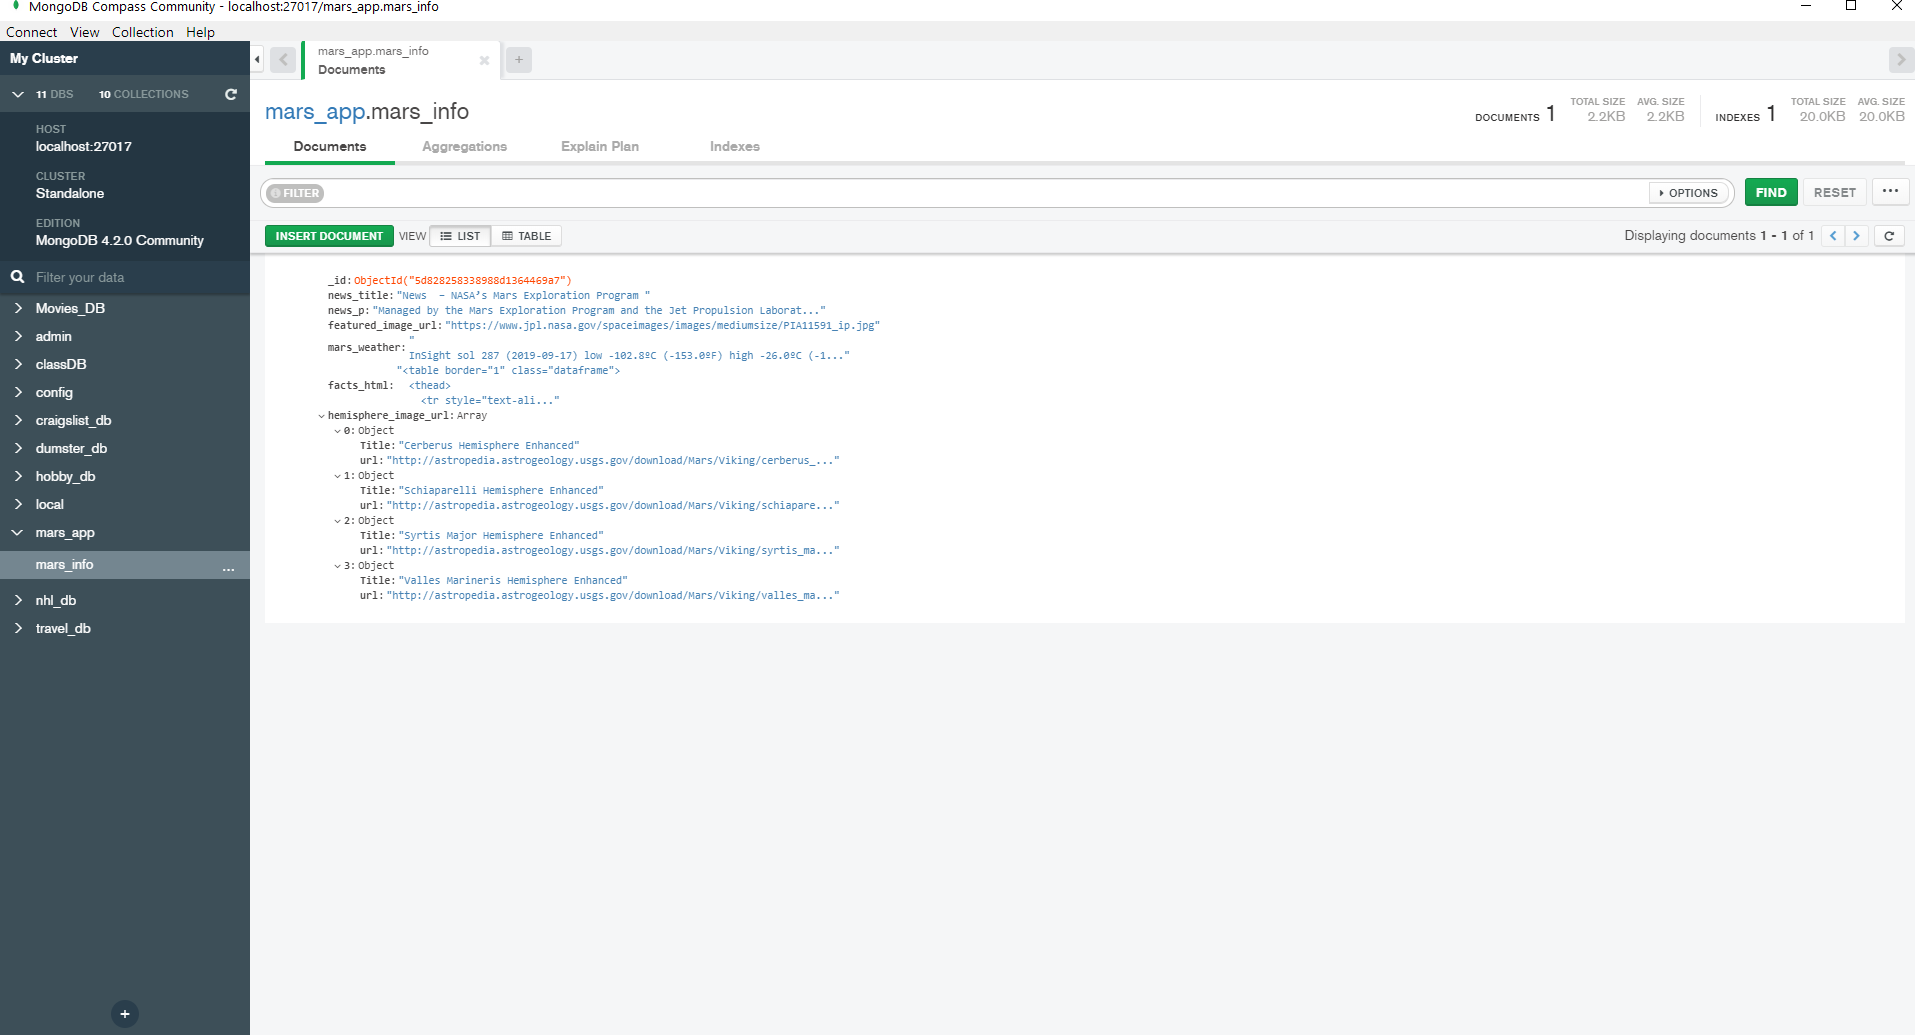 MongoDB Compass Community - localhost:27017/mars_app.mars_info
Connect View Collection Help
My Cluster
11 DBS 10 COLLECTIONS
HOST
localhost:27017
CLUSTER
Standalone
EDITION
MongoDB 4.2.0 Community
Filter your data
Movies_DB
admin
classDB
config
craigslist_db
dumster_db
hobby_db
local
mars_app
mars_info ...
nhl_db
travel_db
+
mars_app.mars_info
Documents
+
mars_app.mars_info
DOCUMENTS 1 TOTAL SIZE 2.2KB AVG. SIZE 2.2KB INDEXES 1 TOTAL SIZE 20.0KB AVG. SIZE 20.0KB
Documents Aggregations Explain Plan Indexes
FILTER OPTIONS FIND RESET ...
INSERT DOCUMENT VIEW LIST TABLE Displaying documents 1 - 1 of 1
_id: ObjectId("5d828258338988d1364469a7")
news_title: "News  – NASA's Mars Exploration Program "
news_p: "Managed by the Mars Exploration Program and the Jet Propulsion Laborat..."
featured_image_url: "https://www.jpl.nasa.gov/spaceimages/images/mediumsize/PIA11591_ip.jpg"
mars_weather: "
InSight sol 287 (2019-09-17) low -102.8ºC (-153.0ºF) high -26.0ºC (-1..."
facts_html: "<table border="1" class="dataframe">
<thead>
<tr style="text-ali..."
hemisphere_image_url: Array
0: Object
Title: "Cerberus Hemisphere Enhanced"
url: "http://astropedia.astrogeology.usgs.gov/download/Mars/Viking/cerberus_..."
1: Object
Title: "Schiaparelli Hemisphere Enhanced"
url: "http://astropedia.astrogeology.usgs.gov/download/Mars/Viking/schiapare..."
2: Object
Title: "Syrtis Major Hemisphere Enhanced"
url: "http://astropedia.astrogeology.usgs.gov/download/Mars/Viking/syrtis_ma..."
3: Object
Title: "Valles Marineris Hemisphere Enhanced"
url: "http://astropedia.astrogeology.usgs.gov/download/Mars/Viking/valles_ma..."